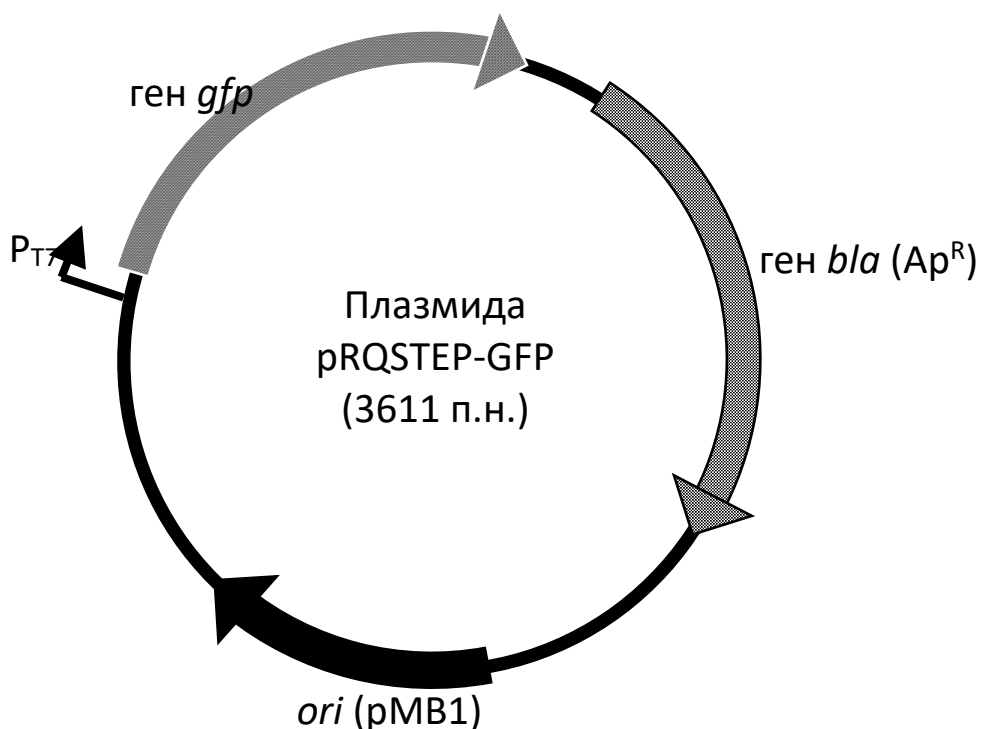 ген gfp
PT7
ген bla (ApR)
Плазмида
pRQSTEP-GFP
(3611 п.н.)
ori (pMB1)